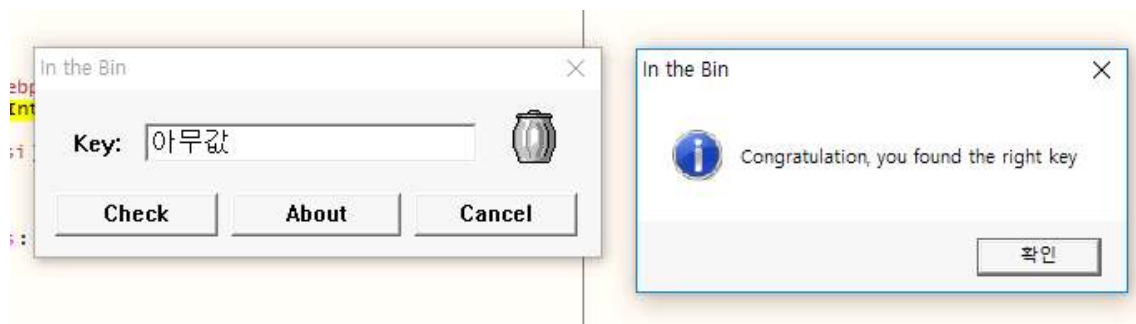 In the Bin
Key: 아무값
Check About Cancel
In the Bin
Congratulation, you found the right key
확인